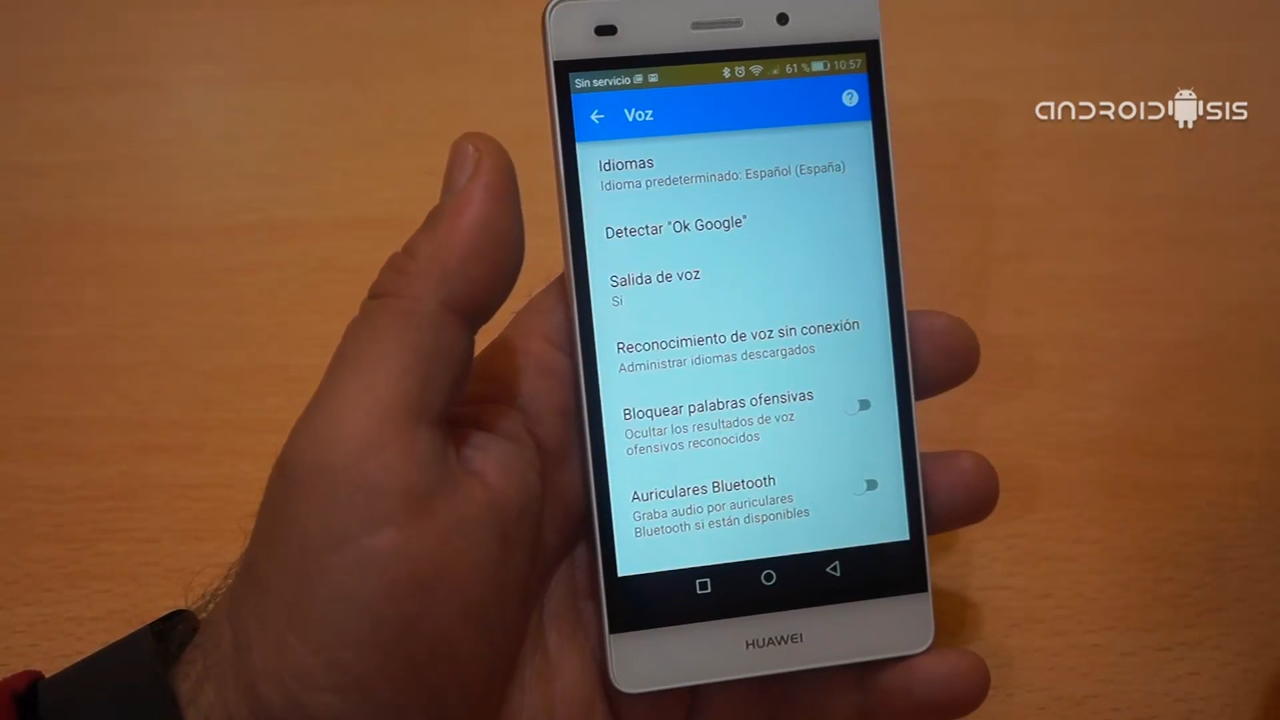 Sin servicio 61 % 10:57
Voz
Idiomas
Idioma predeterminado: Español (España)
Detectar "Ok Google"
Salida de voz
Sí
Reconocimiento de voz sin conexión
Administrar idiomas descargados
Bloquear palabras ofensivas
Ocultar los resultados de voz
ofensivos reconocidos
Auriculares Bluetooth
Graba audio por auriculares
Bluetooth si están disponibles
HUAWEI
ANDROIDSIS